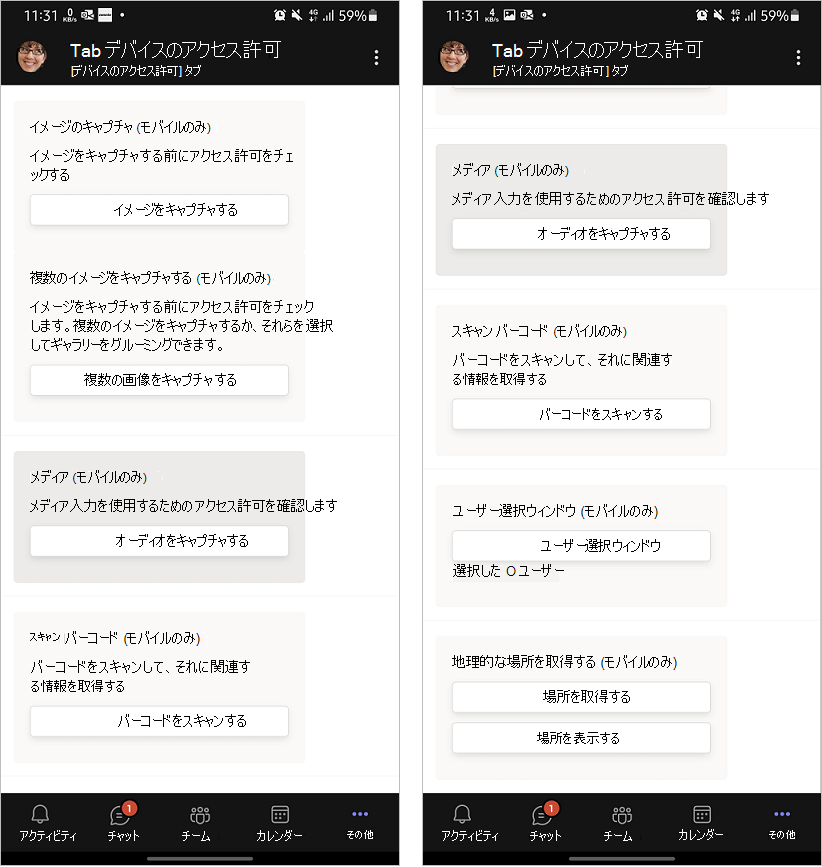 11:31 0 KB/s 4G 59%
Tab デバイスのアクセス許可
[デバイスのアクセス許可] タブ
イメージのキャプチャ (モバイルのみ)
イメージをキャプチャする前にアクセス許可をチェ
ックする
イメージをキャプチャする
複数のイメージをキャプチャする (モバイルのみ)
イメージをキャプチャする前にアクセス許可をチェック
します。複数のイメージをキャプチャするか、それらを選択
してギャラリーをグルーミングできます。
複数の画像をキャプチャする
メディア (モバイルのみ)
メディア入力を使用するためのアクセス許可を確認します
オーディオをキャプチャする
スキャン バーコード (モバイルのみ)
バーコードをスキャンして、それに関連す
る情報を取得する
バーコードをスキャンする
アクティビティ
1
チャット
チーム
カレンダー
その他
11:31 4 KB/s 4G 59%
Tab デバイスのアクセス許可
[デバイスのアクセス許可] タブ
メディア (モバイルのみ)
メディア入力を使用するためのアクセス許可を確認します
オーディオをキャプチャする
スキャン バーコード (モバイルのみ)
バーコードをスキャンして、それに関連す
る情報を取得する
バーコードをスキャンする
ユーザー選択ウィンドウ (モバイルのみ)
ユーザー選択ウィンドウ
選択した O ユーザー
地理的な場所を取得する (モバイルのみ)
場所を取得する
場所を表示する
アクティビティ
1
チャット
チーム
カレンダー
その他